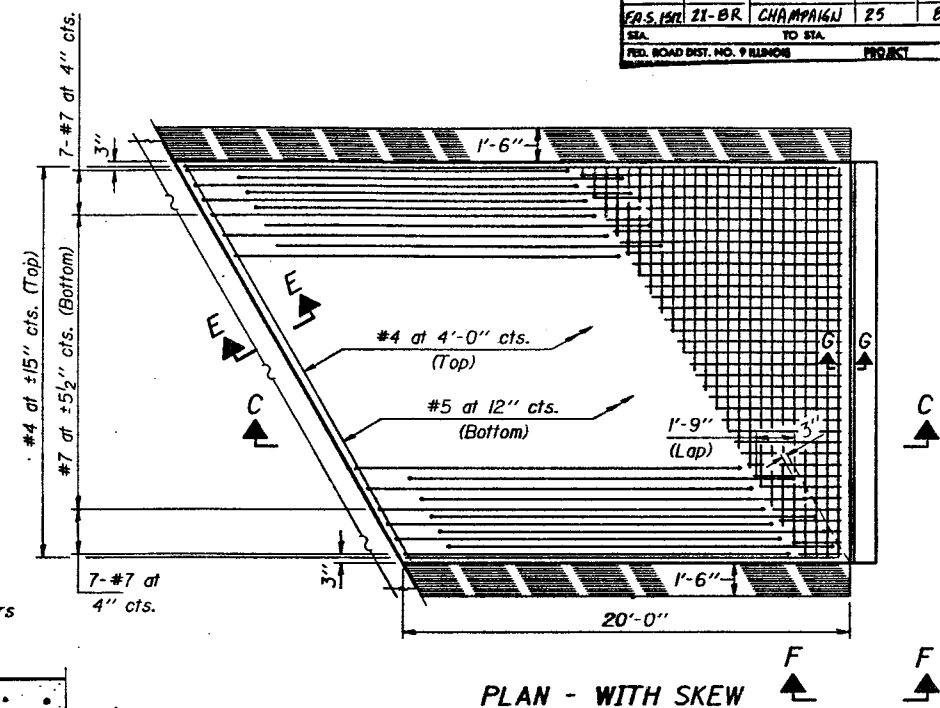 F.A.S. 1512 2X-BR CHAMPAIGN 25
STA. TO STA.
FED. ROAD DIST. NO. 9 ILLINOIS PROJECT
7-#7 at 4" cts.
3"
1'-6"
#4 at ±15" cts. (Top)
#7 at ±5½" cts. (Bottom)
E
E
#4 at 4'-0" cts.
(Top)
G G
#5 at 12" cts.
(Bottom)
C
C
1'-9"
(Lap)
3"
3"
7-#7 at
4" cts.
1'-6"
20'-0"
F F
PLAN - WITH SKEW